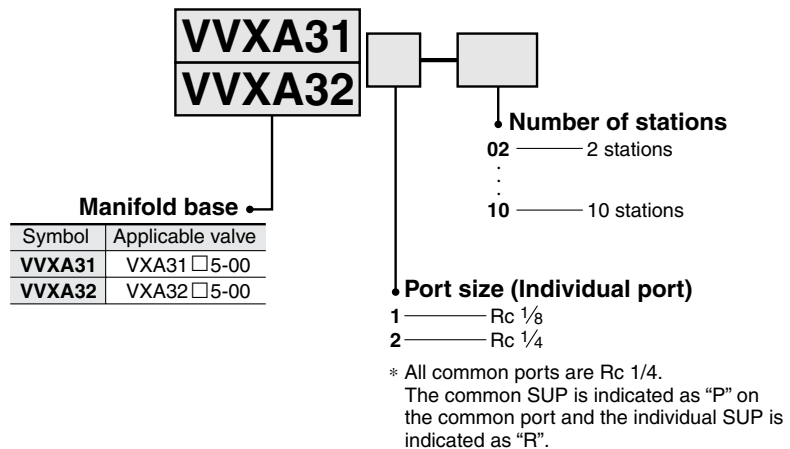 VVXA31
VVXA32
Number of stations
02 2 stations
10 10 stations
Manifold base
Symbol Applicable valve
VVXA31 VXA31□5-00
VVXA32 VXA32□5-00
Port size (Individual port)
1 Rc 1/8
2 Rc 1/4
* All common ports are Rc 1/4.
The common SUP is indicated as “P” on
the common port and the individual SUP is
indicated as “R”.